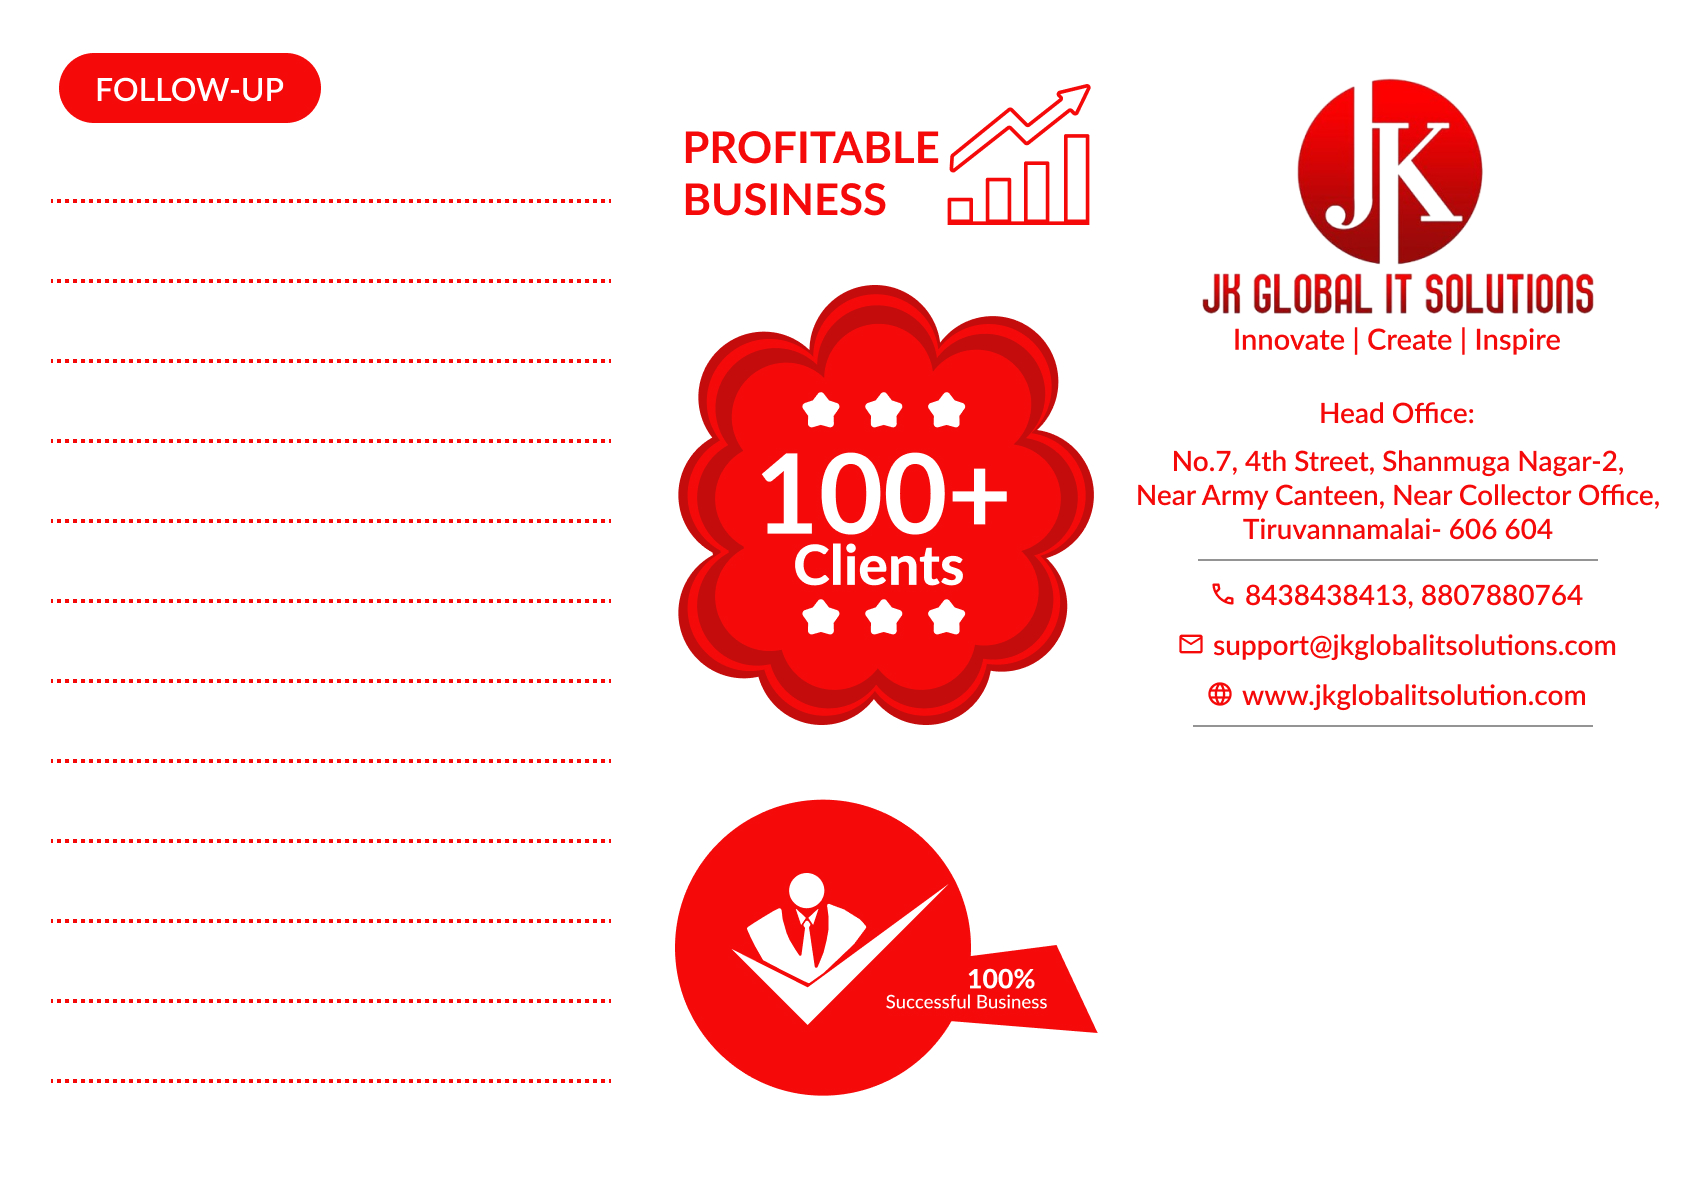 FOLLOW-UP
PROFITABLE
BUSINESS
100+
Clients
100%
Successful Business
JK
JK GLOBAL IT SOLUTIONS
Innovate | Create | Inspire
Head Office:
No.7, 4th Street, Shanmuga Nagar-2,
Near Army Canteen, Near Collector Office,
Tiruvannamalai- 606 604
8438438413, 8807880764
support@jkglobalitsolutions.com
www.jkglobalitsolution.com